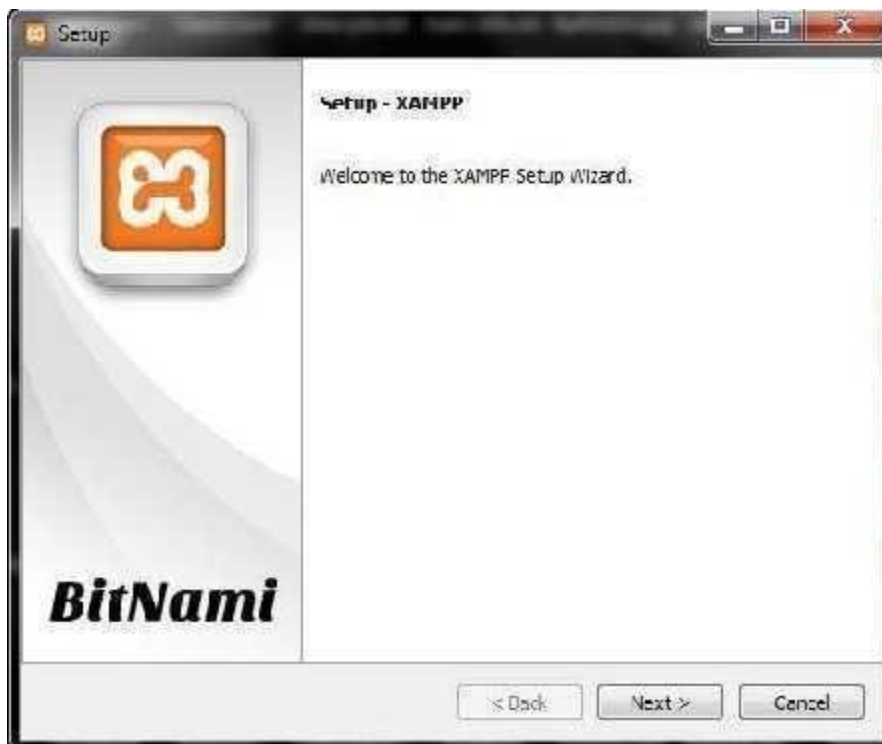 Setup
Setup - XAMPP
Welcome to the XAMPP Setup Wizard.
BitNami
< Back
Next >
Cancel